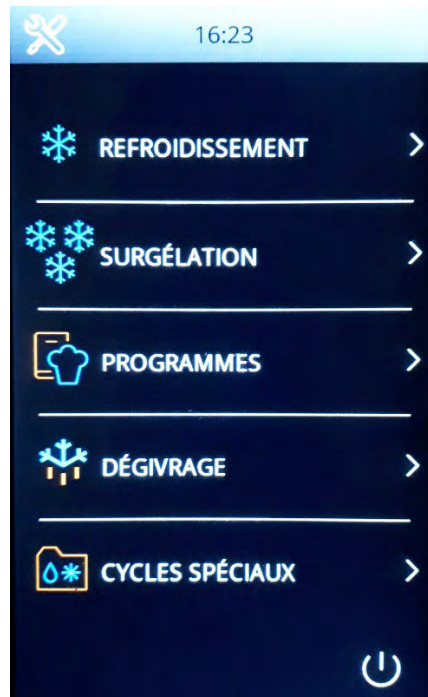 16:23
REFROIDISSEMENT
SURGÉLATION
PROGRAMMES
DÉGIVRAGE
CYCLES SPÉCIAUX